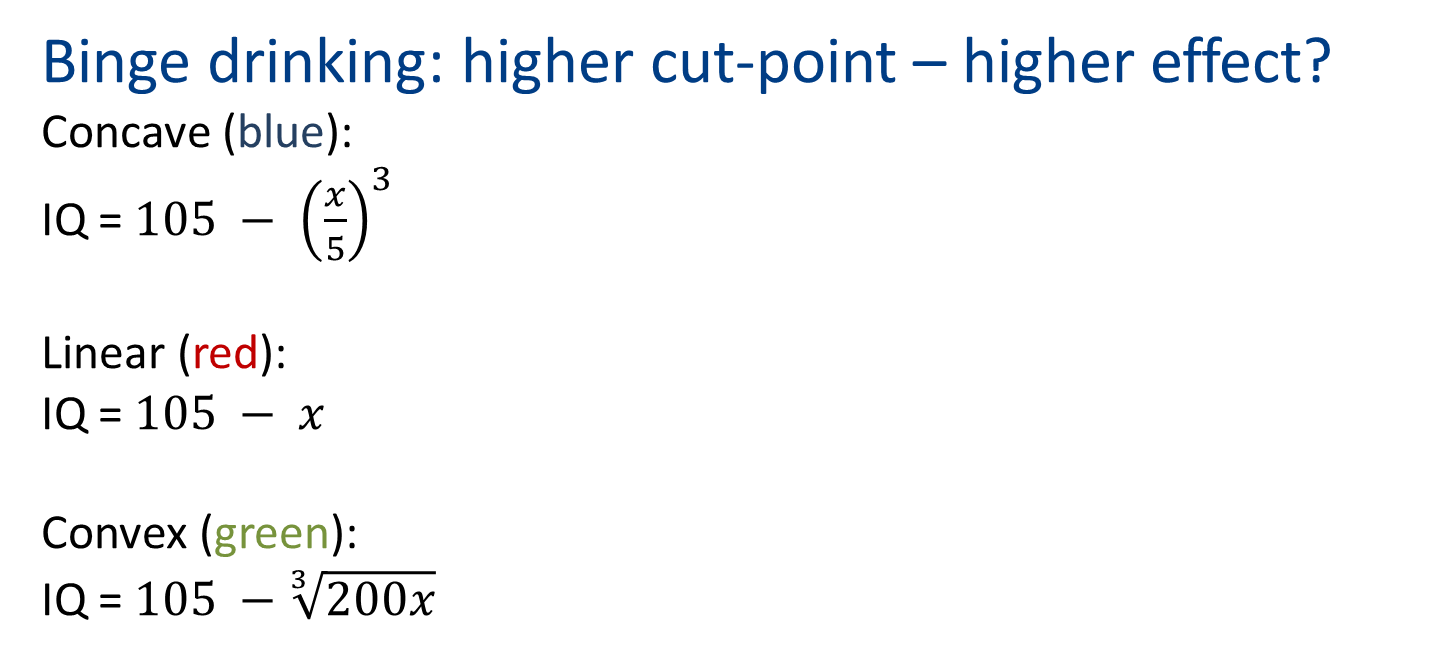 Binge drinking: higher cut-point – higher effect?
Concave (blue):
IQ = 105 − (x/5)³
Linear (red):
IQ = 105 − x
Convex (green):
IQ = 105 − ∛200x